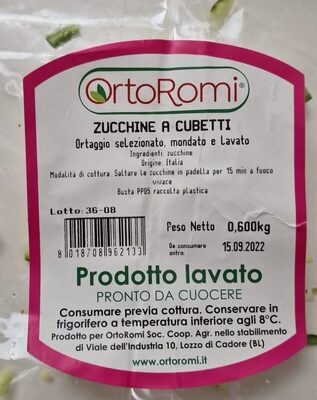 OrtoRomi®
ZUCCHINE A CUBETTI
Ortaggio selezionato, mondato e Lavato
Ingredienti: zucchine.
Origine: Italia
Modalità di cottura: Saltare le zucchine in padella per 15 min a fuoco
vivace
Busta PP05 raccolta plastica
Lotto: 36-08
Peso Netto 0,600kg
Da consumare
entro: 15.09.2022
8 018708 962133
Prodotto lavato
PRONTO DA CUOCERE
Consumare previa cottura. Conservare in
frigorifero a temperatura inferiore agli 8°C.
Prodotto per OrtoRomi Soc. Coop. Agr. nello stabilimento
di Viale dell'Industria 10, Lozzo di Cadore (BL)
www.ortoromi.it